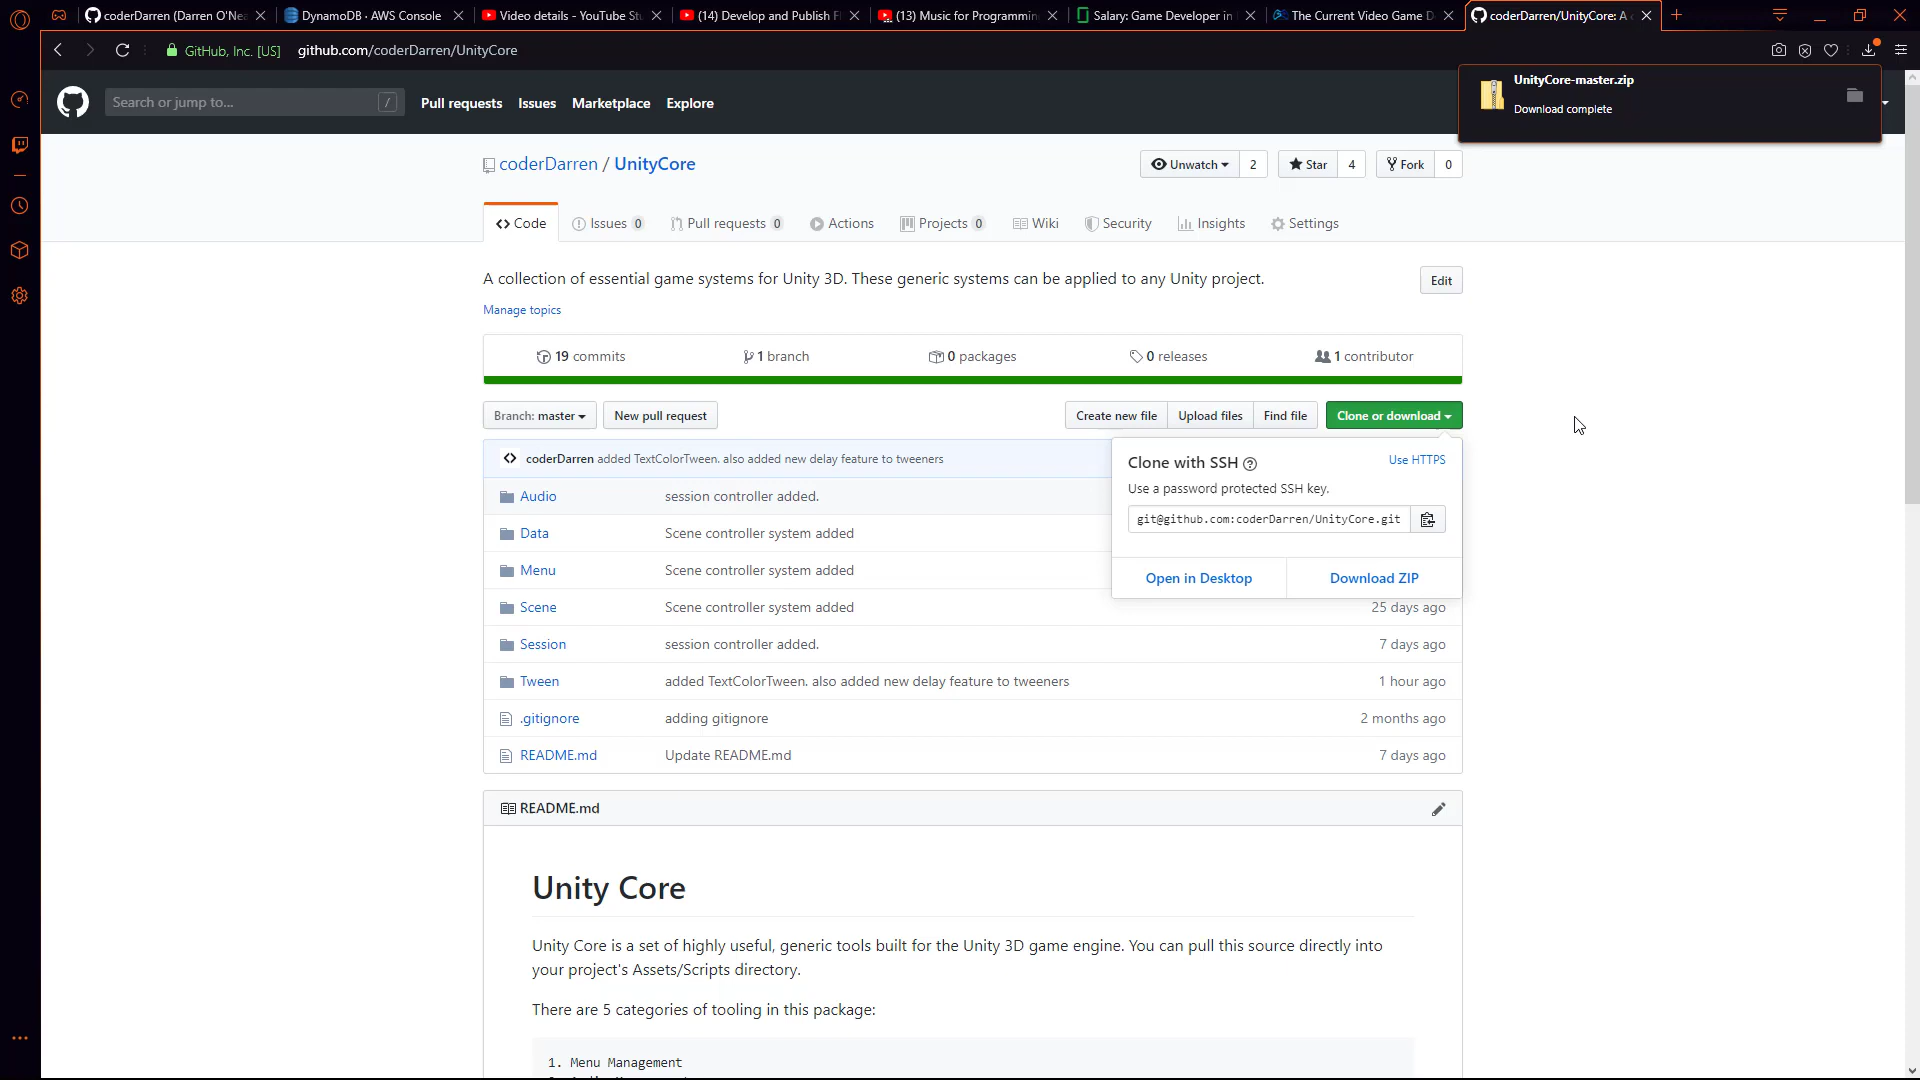 coderDarren (Darren O'Nea
DynamoDB · AWS Console
Video details - YouTube Stu
(14) Develop and Publish F
(13) Music for Programmin
Salary: Game Developer in
The Current Video Game D
coderDarren/UnityCore: A c
GitHub, Inc. [US] github.com/coderDarren/UnityCore
UnityCore-master.zip
Download complete
Search or jump to... /
Pull requests Issues Marketplace Explore
coderDarren / UnityCore
Unwatch 2 Star 4 Fork 0
Code Issues 0 Pull requests 0 Actions Projects 0 Wiki Security Insights Settings
A collection of essential game systems for Unity 3D. These generic systems can be applied to any Unity project.
Edit
Manage topics
19 commits 1 branch 0 packages 0 releases 1 contributor
Branch: master New pull request Create new file Upload files Find file Clone or download
coderDarren added TextColorTween. also added new delay feature to tweeners
Clone with SSH Use HTTPS
Use a password protected SSH key.
git@github.com:coderDarren/UnityCore.git
Open in Desktop Download ZIP
Audio session controller added.
Data Scene controller system added
Menu Scene controller system added
Scene Scene controller system added 25 days ago
Session session controller added. 7 days ago
Tween added TextColorTween. also added new delay feature to tweeners 1 hour ago
.gitignore adding gitignore 2 months ago
README.md Update README.md 7 days ago
README.md
Unity Core
Unity Core is a set of highly useful, generic tools built for the Unity 3D game engine. You can pull this source directly into
your project's Assets/Scripts directory.
There are 5 categories of tooling in this package:
1. Menu Management